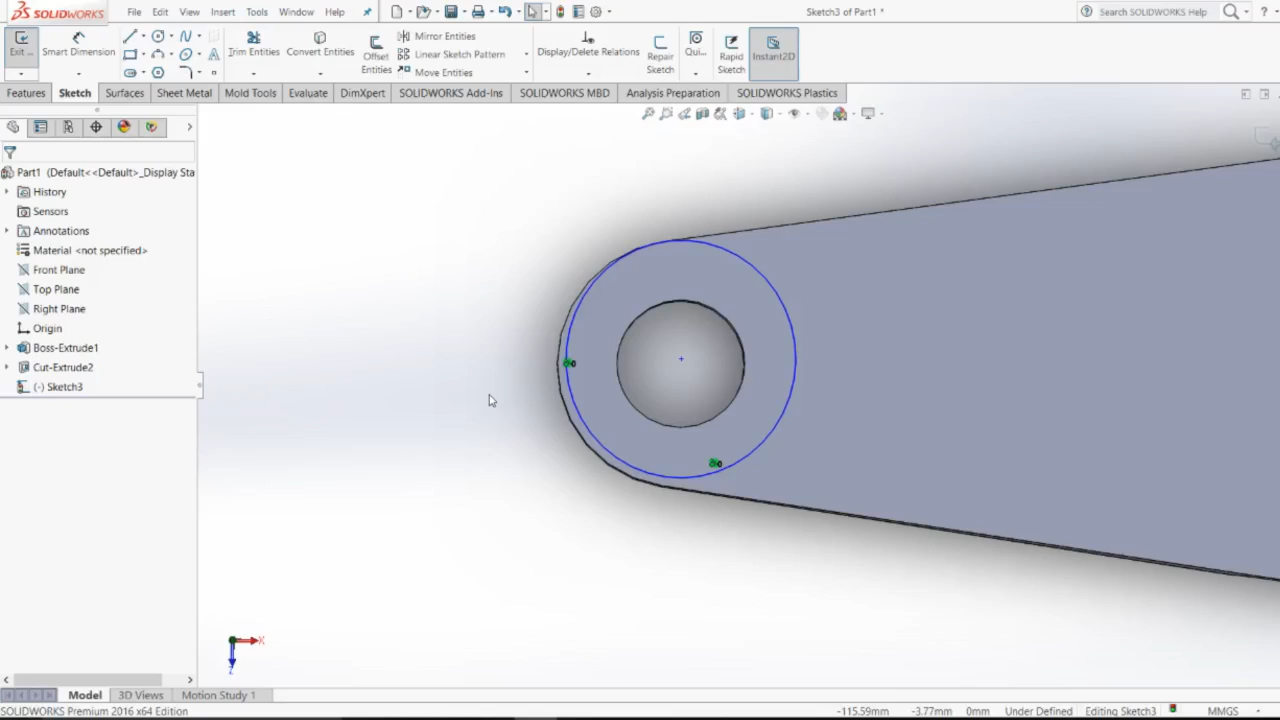 SOLIDWORKS File Edit View Insert Tools Window Help Sketch3 of Part1 * Search SOLIDWORKS Help ?
Exit ... Smart Dimension Trim Entities Convert Entities Offset Entities Mirror Entities Linear Sketch Pattern Move Entities Display/Delete Relations Repair Sketch Qui... Rapid Sketch Instant2D
Features Sketch Surfaces Sheet Metal Mold Tools Evaluate DimXpert SOLIDWORKS Add-Ins SOLIDWORKS MBD Analysis Preparation SOLIDWORKS Plastics
Part1 (Default<<Default>_Display Sta
History
Sensors
Annotations
Material <not specified>
Front Plane
Top Plane
Right Plane
Origin
Boss-Extrude1
Cut-Extrude2
(-) Sketch3
X
Z
Model 3D Views Motion Study 1
SOLIDWORKS Premium 2016 x64 Edition -115.59mm -3.77mm 0mm Under Defined Editing Sketch3 MMGS